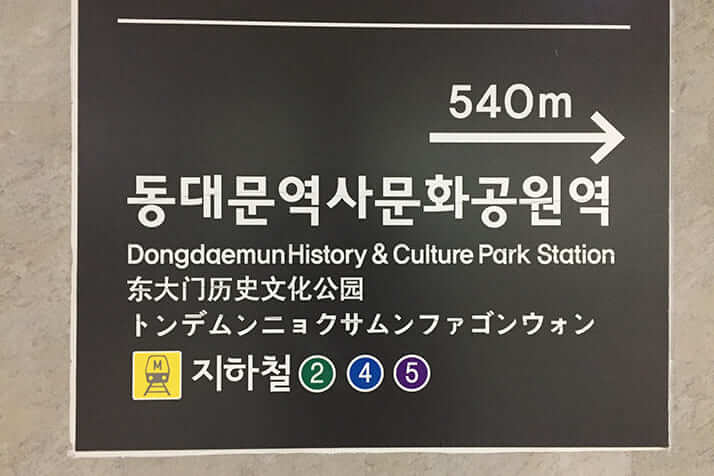 540m
동대문역사문화공원역
Dongdaemun History & Culture Park Station
东大门历史文化公园
トンデムンニョクサムンファゴンウォン
M 지하철 2 4 5